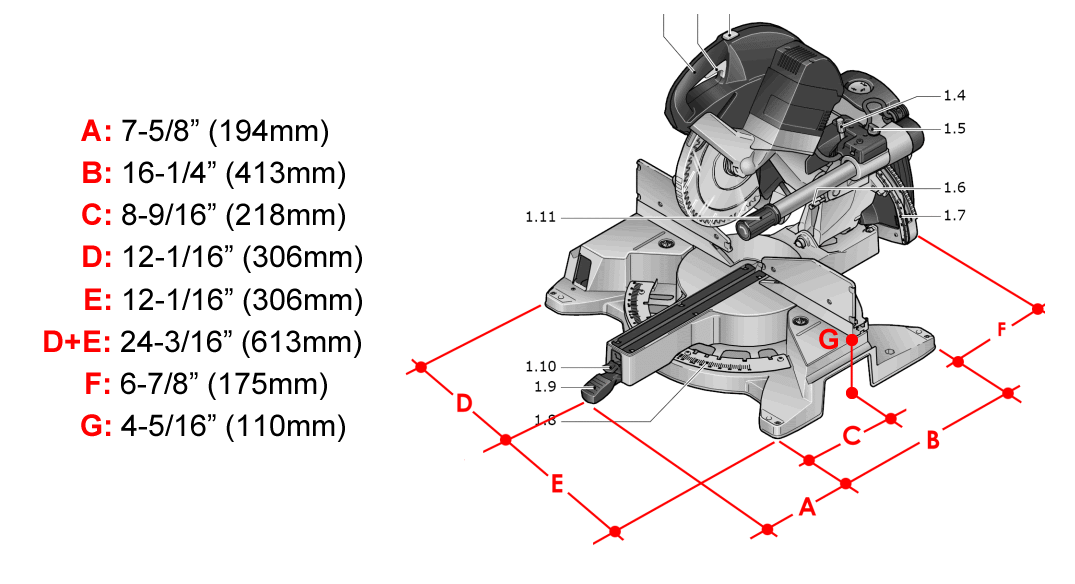 A: 7-5/8” (194mm)
B: 16-1/4” (413mm)
C: 8-9/16” (218mm)
D: 12-1/16” (306mm)
E: 12-1/16” (306mm)
D+E: 24-3/16” (613mm)
F: 6-7/8” (175mm)
G: 4-5/16” (110mm)
1.4
1.5
1.6
1.7
1.11
G
F
1.10
1.9
1.8
D
C
B
E
A